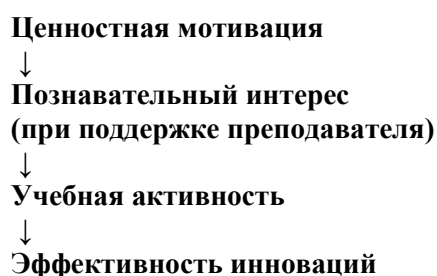 Ценностная мотивация
↓
Познавательный интерес
(при поддержке преподавателя)
↓
Учебная активность
↓
Эффективность инноваций